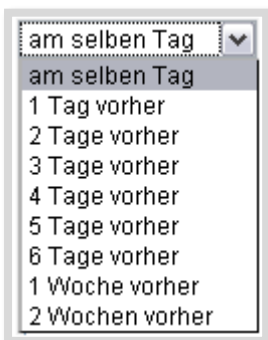 am selben Tag
am selben Tag
1 Tag vorher
2 Tage vorher
3 Tage vorher
4 Tage vorher
5 Tage vorher
6 Tage vorher
1 Woche vorher
2 Wochen vorher